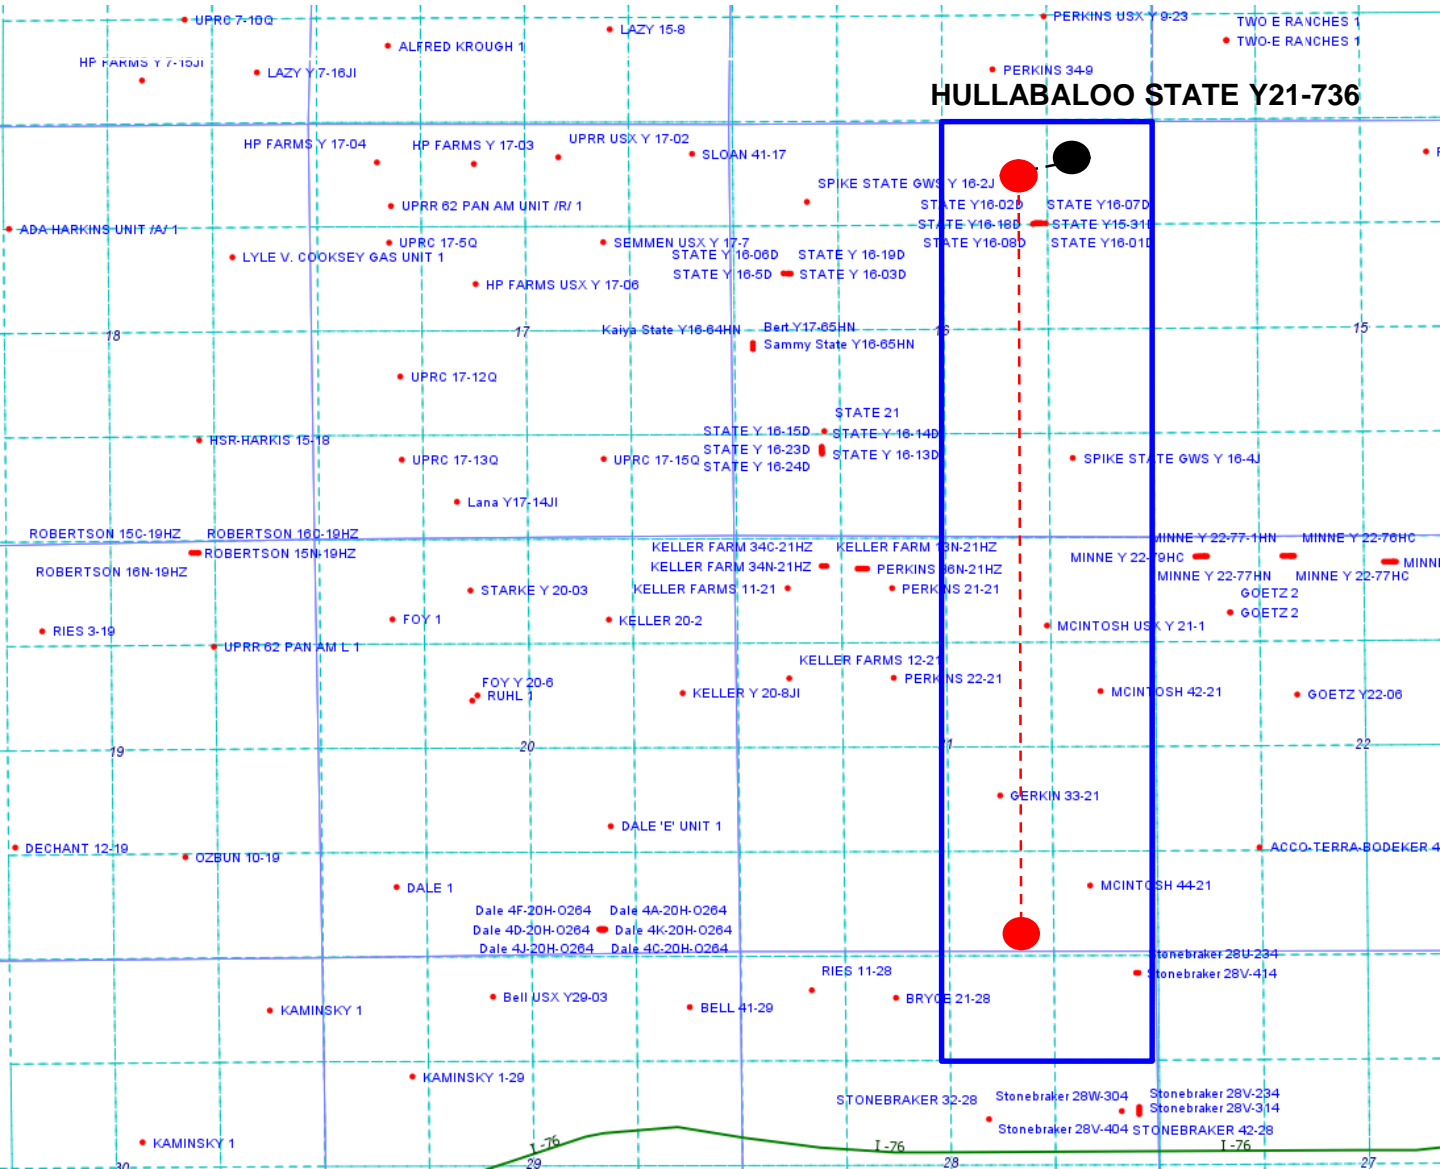 UPRC 7-10Q
PERKINS USX Y 9-23
TWO E RANCHES 1
LAZY 15-8
ALFRED KROUGH 1
TWO-E RANCHES 1
HP FARMS Y 7-15JI
LAZY Y 7-16JI
PERKINS 34-9
HULLABALOO STATE Y21-736
HP FARMS Y 17-04
HP FARMS Y 17-03
UPRR USX Y 17-02
SLOAN 41-17
SPIKE STATE GWS Y 16-2J
UPRR 62 PAN AM UNIT /R/ 1
STATE Y16-02D
STATE Y16-07D
ADA HARKINS UNIT /A/ 1
STATE Y16-18D
STATE Y15-31D
UPRC 17-5Q
SEMMEN USX Y 17-7
STATE Y16-08D
STATE Y16-01D
LYLE V. COOKSEY GAS UNIT 1
STATE Y 16-06D
STATE Y 16-19D
STATE Y 16-5D
STATE Y 16-03D
HP FARMS USX Y 17-06
18
17
Kaiya State Y16-64HN
Bert Y17-65HN
16
15
Sammy State Y16-65HN
UPRC 17-12Q
STATE 21
STATE Y 16-15D
STATE Y 16-14D
HSR-HARKIS 15-18
STATE Y 16-23D
STATE Y 16-13D
UPRC 17-13Q
UPRC 17-15Q
STATE Y 16-24D
SPIKE STATE GWS Y 16-4J
Lana Y17-14JI
ROBERTSON 15C-19HZ
ROBERTSON 16C-19HZ
MINNE Y 22-77-1HN
MINNE Y 22-76HC
ROBERTSON 15N-19HZ
KELLER FARM 34C-21HZ
KELLER FARM 13N-21HZ
MINNE Y 22-79HC
MINNE
ROBERTSON 16N-19HZ
KELLER FARM 34N-21HZ
PERKINS 36N-21HZ
MINNE Y 22-77HN
MINNE Y 22-77HC
STARKE Y 20-03
KELLER FARMS 11-21
PERKINS 21-21
GOETZ 2
GOETZ 2
FOY 1
KELLER 20-2
MCINTOSH USX Y 21-1
RIES 3-19
UPRR 62 PAN AM L 1
KELLER FARMS 12-21
PERKINS 22-21
FOY Y 20-6
RUHL 1
KELLER Y 20-8JI
MCINTOSH 42-21
GOETZ Y22-06
19
20
21
22
GERKIN 33-21
DALE 'E' UNIT 1
DECHANT 12-19
OZBUN 10-19
ACCO-TERRA-BODEKER 4
DALE 1
MCINTOSH 44-21
Dale 4F-20H-O264
Dale 4A-20H-O264
Dale 4D-20H-O264
Dale 4K-20H-O264
Dale 4J-20H-O264
Dale 4C-20H-O264
Stonebraker 28U-234
RIES 11-28
Stonebraker 28V-414
Bell USX Y29-03
BRYCE 21-28
KAMINSKY 1
BELL 41-29
KAMINSKY 1-29
STONEBRAKER 32-28
Stonebraker 28W-304
Stonebraker 28V-234
Stonebraker 28V-314
Stonebraker 28V-404
STONEBRAKER 42-28
KAMINSKY 1
I-76
I-76
I-76
30
29
28
27